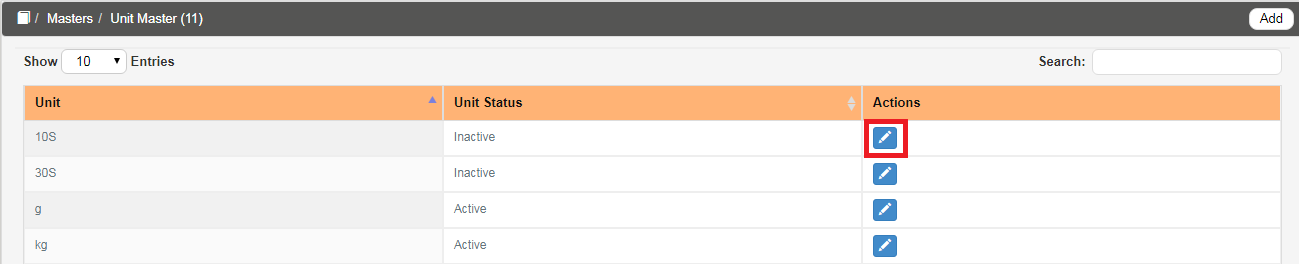 / Masters / Unit Master (11) Add
Show 10 Entries Search:
Unit Unit Status Actions
10S Inactive
30S Inactive
g Active
kg Active